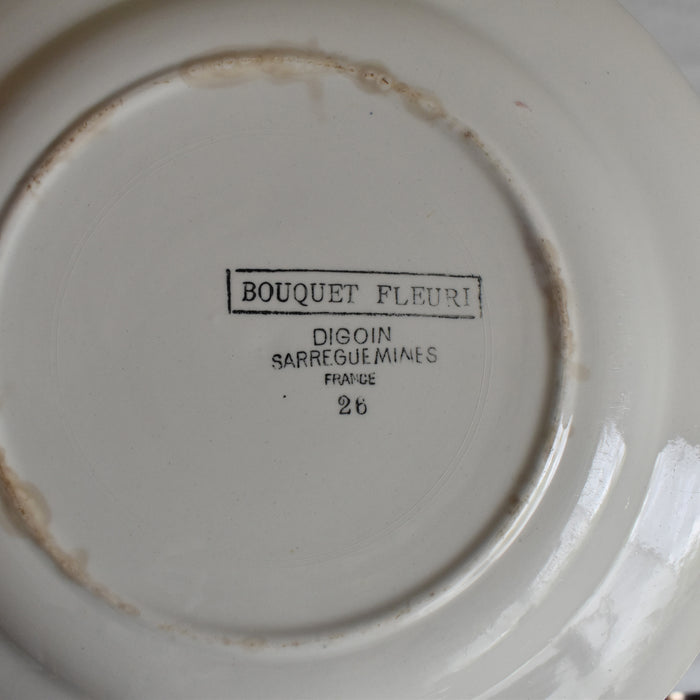 BOUQUET FLEURI
DIGOIN
SARREGUEMINES
FRANCE
26